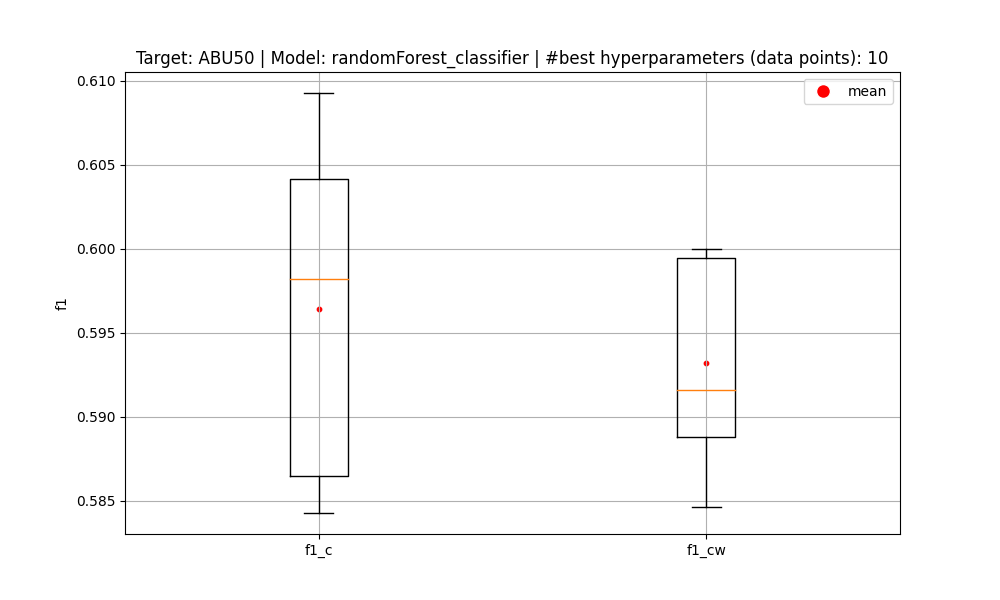 Target: ABU50 | Model: randomForest_classifier | #best hyperparameters (data points): 10
mean
0.610
0.605
0.600
0.595
0.590
0.585
f1
f1_c
f1_cw